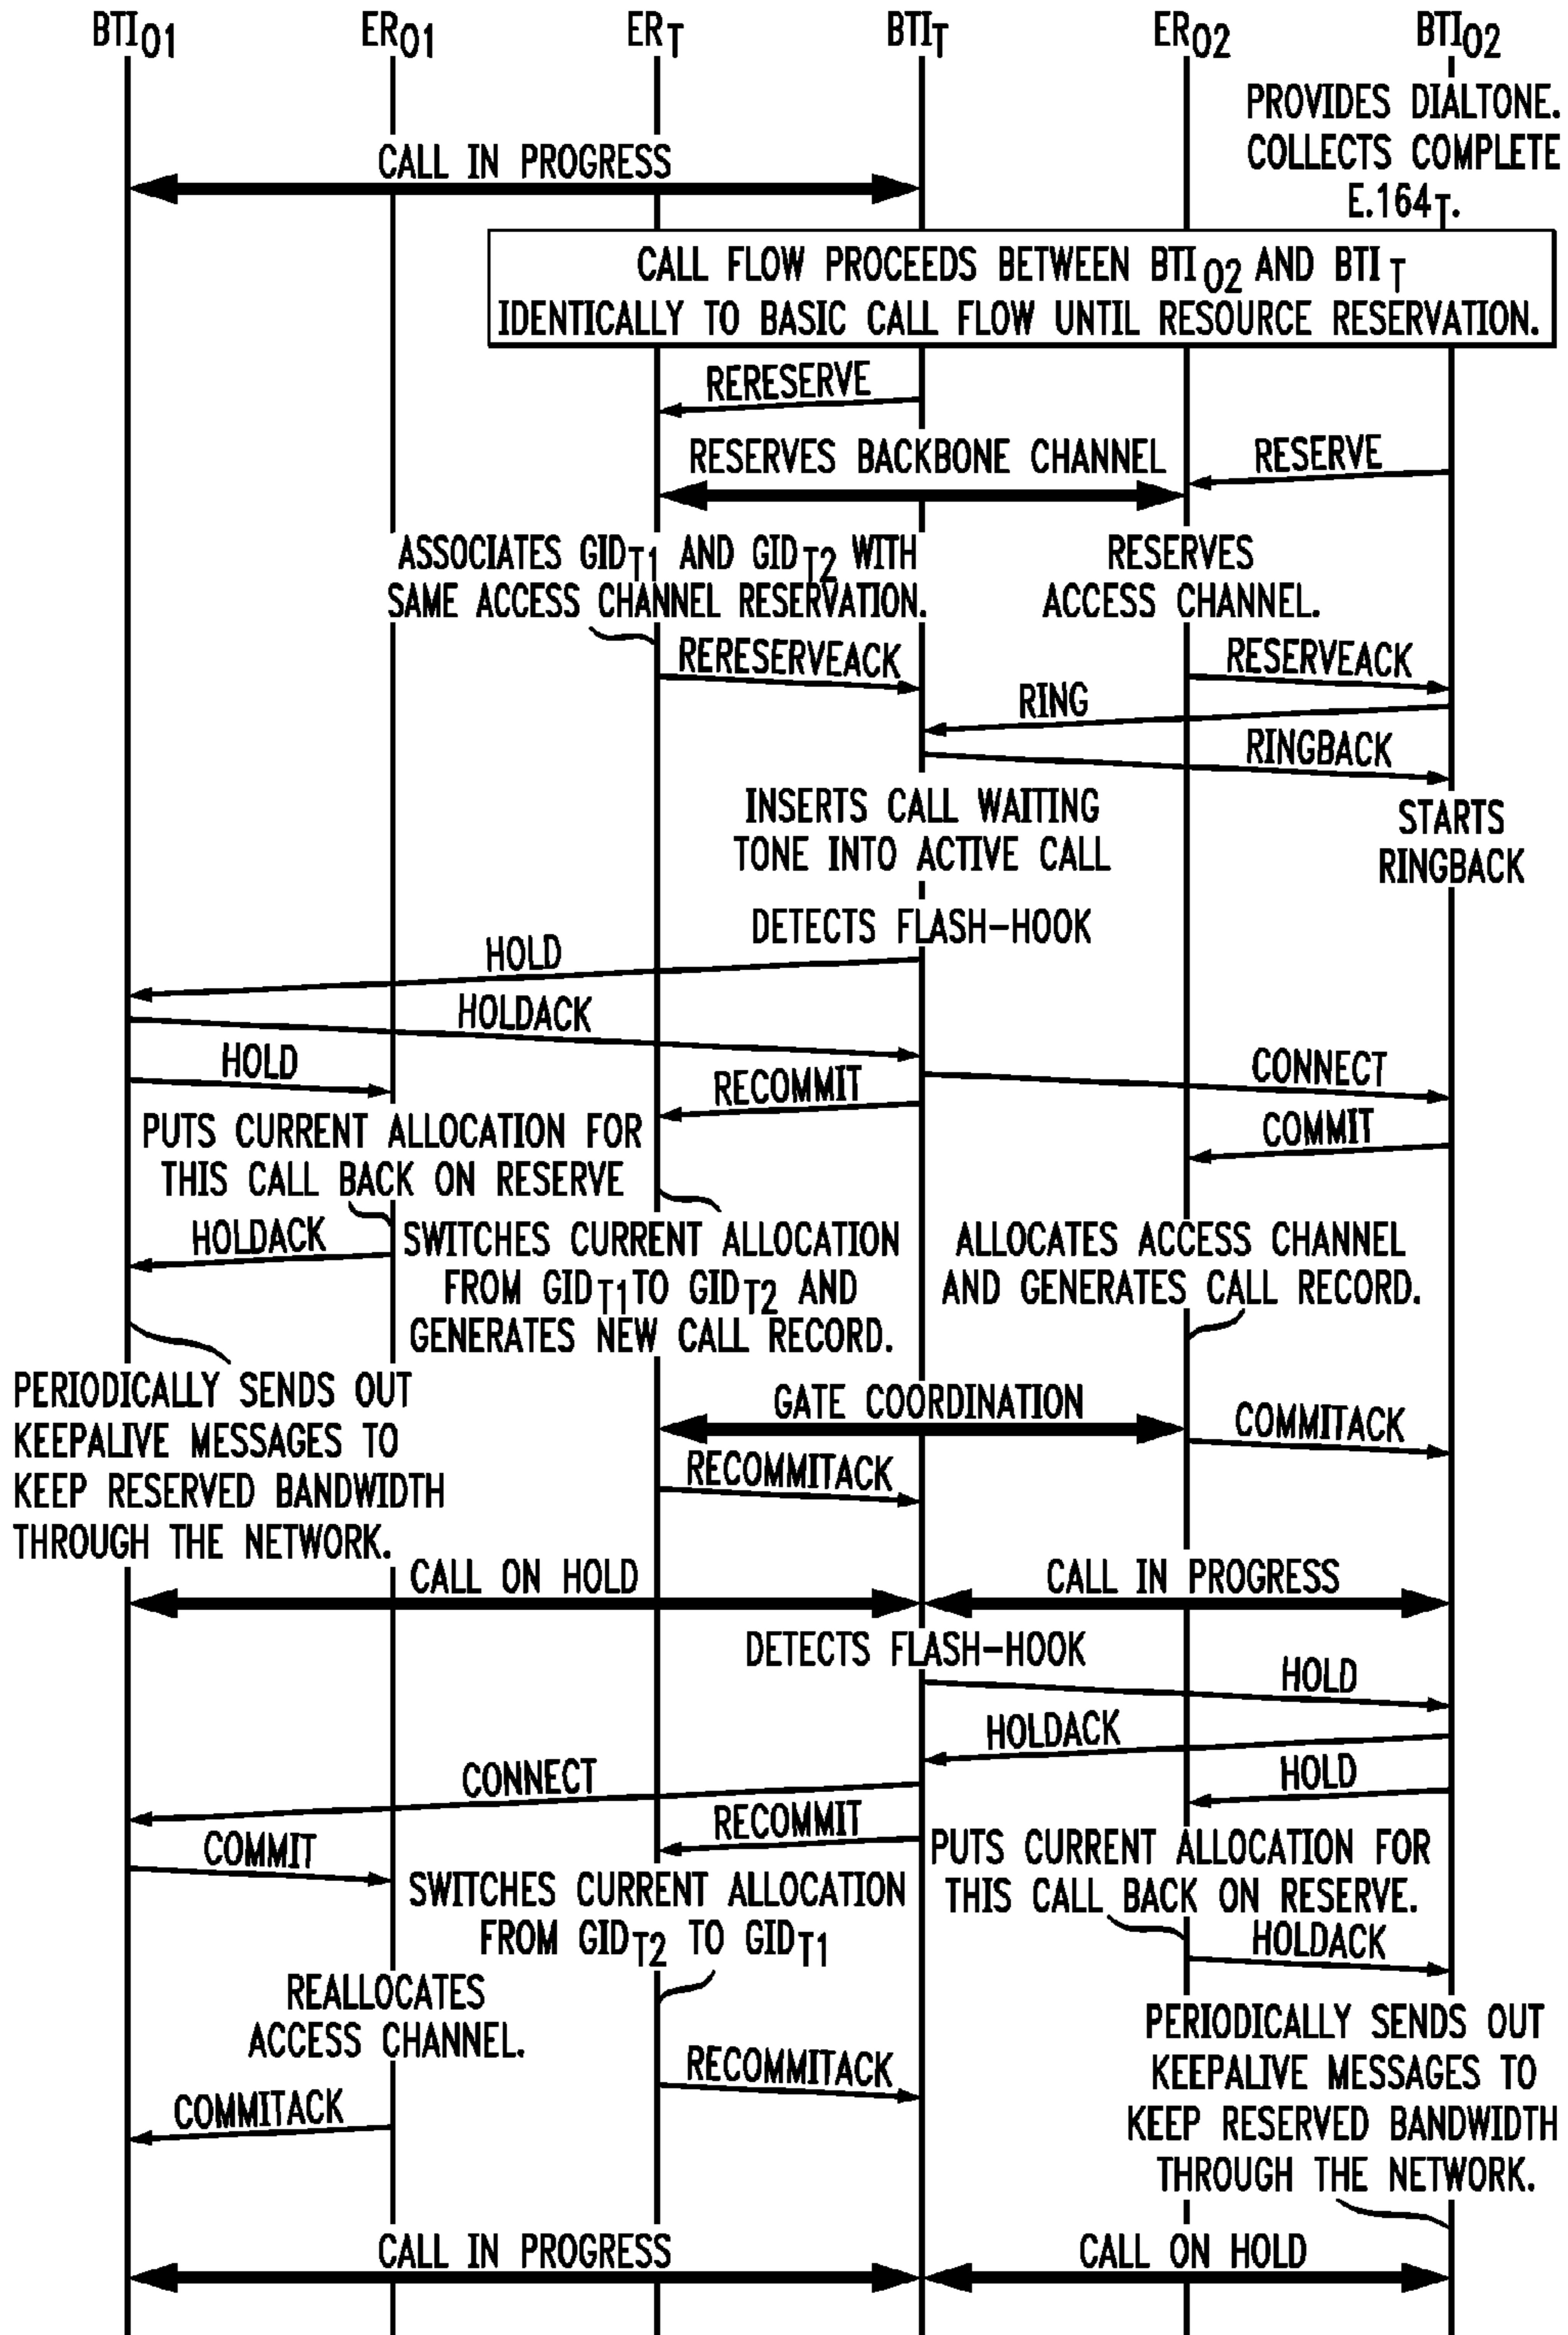 BTIO1 ERO1 ERT BTIT ERO2 BTIO2
PROVIDES DIALTONE.
COLLECTS COMPLETE
E.164T.
CALL IN PROGRESS
CALL FLOW PROCEEDS BETWEEN BTIO2 AND BTIT
IDENTICALLY TO BASIC CALL FLOW UNTIL RESOURCE RESERVATION.
RERESERVE
RESERVES BACKBONE CHANNEL
RESERVE
ASSOCIATES GIDT1 AND GIDT2 WITH
SAME ACCESS CHANNEL RESERVATION.
RESERVES
ACCESS CHANNEL.
RERESERVEACK
RESERVEACK
RING
RINGBACK
INSERTS CALL WAITING
TONE INTO ACTIVE CALL
STARTS
RINGBACK
DETECTS FLASH-HOOK
HOLD
HOLDACK
HOLD
CONNECT
RECOMMIT
COMMIT
PUTS CURRENT ALLOCATION FOR
THIS CALL BACK ON RESERVE
HOLDACK
SWITCHES CURRENT ALLOCATION
FROM GIDT1 TO GIDT2 AND
GENERATES NEW CALL RECORD.
ALLOCATES ACCESS CHANNEL
AND GENERATES CALL RECORD.
PERIODICALLY SENDS OUT
KEEPALIVE MESSAGES TO
KEEP RESERVED BANDWIDTH
THROUGH THE NETWORK.
GATE COORDINATION
COMMITACK
RECOMMITACK
CALL ON HOLD
CALL IN PROGRESS
DETECTS FLASH-HOOK
HOLD
HOLDACK
CONNECT
HOLD
RECOMMIT
COMMIT
PUTS CURRENT ALLOCATION FOR
THIS CALL BACK ON RESERVE.
SWITCHES CURRENT ALLOCATION
FROM GIDT2 TO GIDT1
HOLDACK
REALLOCATES
ACCESS CHANNEL.
PERIODICALLY SENDS OUT
KEEPALIVE MESSAGES TO
KEEP RESERVED BANDWIDTH
THROUGH THE NETWORK.
RECOMMITACK
COMMITACK
CALL IN PROGRESS
CALL ON HOLD